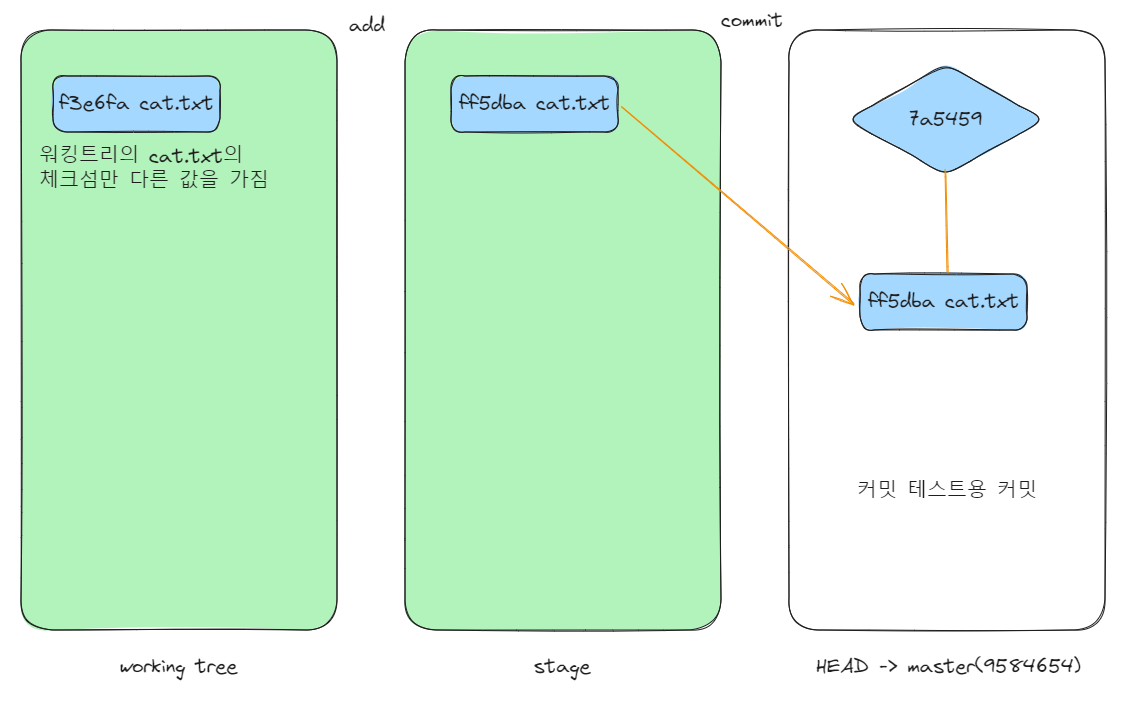 add
commit
f3e6fa cat.txt
ff5dba cat.txt
7a5459
워킹트리의 cat.txt의
체크섬만 다른 값을 가짐
ff5dba cat.txt
커밋 테스트용 커밋
working tree
stage
HEAD -> master(9584654)